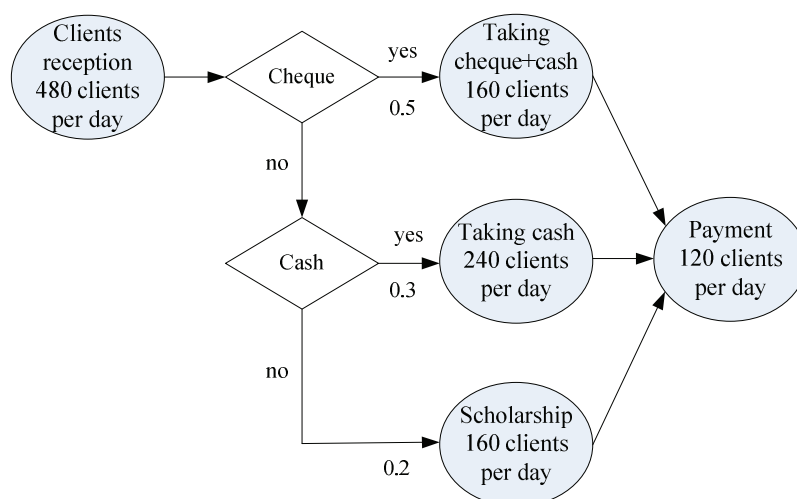 Clients
reception
480 clients
per day
Cheque
yes
0.5
Taking
cheque+cash
160 clients
per day
no
Cash
yes
0.3
Taking cash
240 clients
per day
Payment
120 clients
per day
no
0.2
Scholarship
160 clients
per day